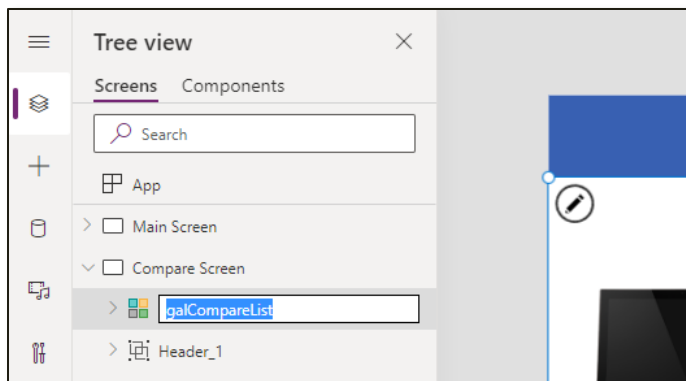 Tree view
Screens Components
Search
App
Main Screen
Compare Screen
galCompareList
Header_1